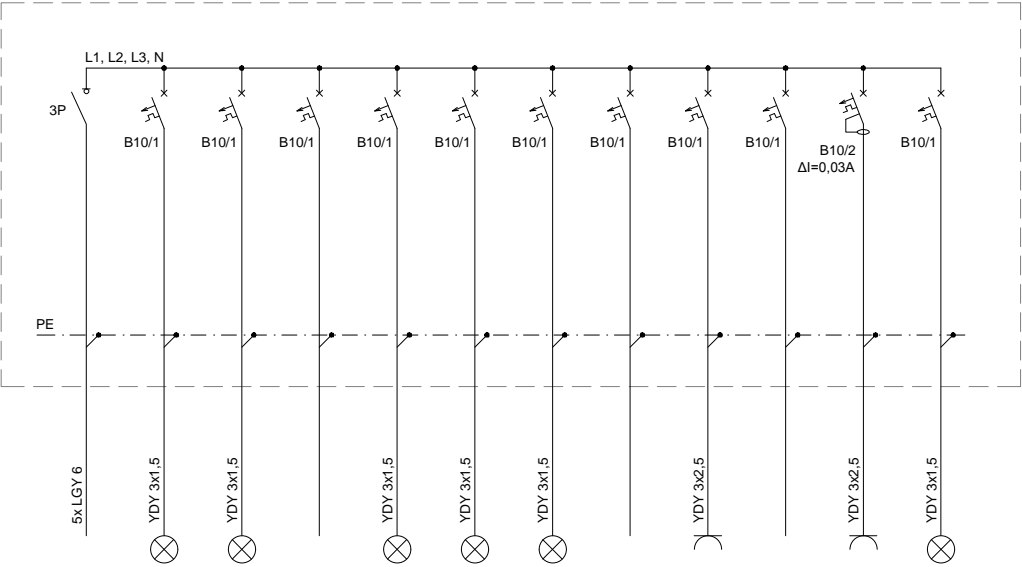 L1, L2, L3, N
3P
B10/1
B10/1
B10/1
B10/1
B10/1
B10/1
B10/1
B10/1
B10/1
B10/2
ΔI=0,03A
B10/1
PE
5x LGY 6
YDY 3x1,5
YDY 3x1,5
YDY 3x1,5
YDY 3x1,5
YDY 3x1,5
YDY 3x2,5
YDY 3x2,5
YDY 3x1,5